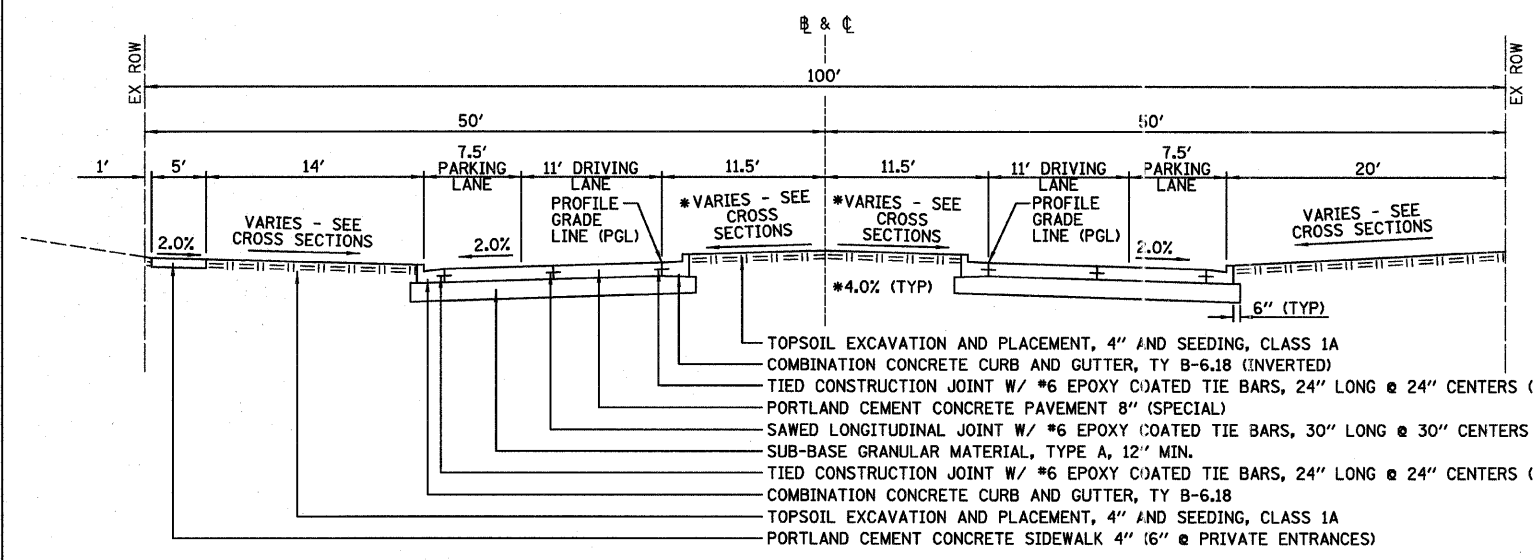 B & C
EX ROW
EX ROW
100'
50'
50'
1'
5'
14'
7.5'
PARKING
LANE
11' DRIVING
LANE
11.5'
11.5'
11' DRIVING
LANE
7.5'
PARKING
LANE
20'
PROFILE
GRADE
LINE (PGL)
*VARIES - SEE
CROSS
SECTIONS
*VARIES - SEE
CROSS
SECTIONS
PROFILE
GRADE
LINE (PGL)
VARIES - SEE
CROSS SECTIONS
VARIES - SEE
CROSS SECTIONS
2.0%
2.0%
2.0%
*4.0% (TYP)
6" (TYP)
TOPSOIL EXCAVATION AND PLACEMENT, 4" AND SEEDING, CLASS 1A
COMBINATION CONCRETE CURB AND GUTTER, TY B-6.18 (INVERTED)
TIED CONSTRUCTION JOINT W/ #6 EPOXY COATED TIE BARS, 24" LONG @ 24" CENTERS (
PORTLAND CEMENT CONCRETE PAVEMENT 8" (SPECIAL)
SAWED LONGITUDINAL JOINT W/ #6 EPOXY COATED TIE BARS, 30" LONG @ 30" CENTERS
SUB-BASE GRANULAR MATERIAL, TYPE A, 12" MIN.
TIED CONSTRUCTION JOINT W/ #6 EPOXY COATED TIE BARS, 24" LONG @ 24" CENTERS (
COMBINATION CONCRETE CURB AND GUTTER, TY B-6.18
TOPSOIL EXCAVATION AND PLACEMENT, 4" AND SEEDING, CLASS 1A
PORTLAND CEMENT CONCRETE SIDEWALK 4" (6" @ PRIVATE ENTRANCES)